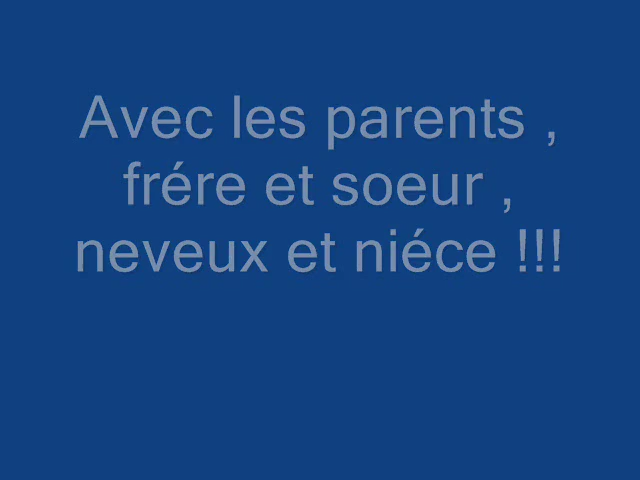 Avec les parents ,
frére et soeur ,
neveux et niéce !!!